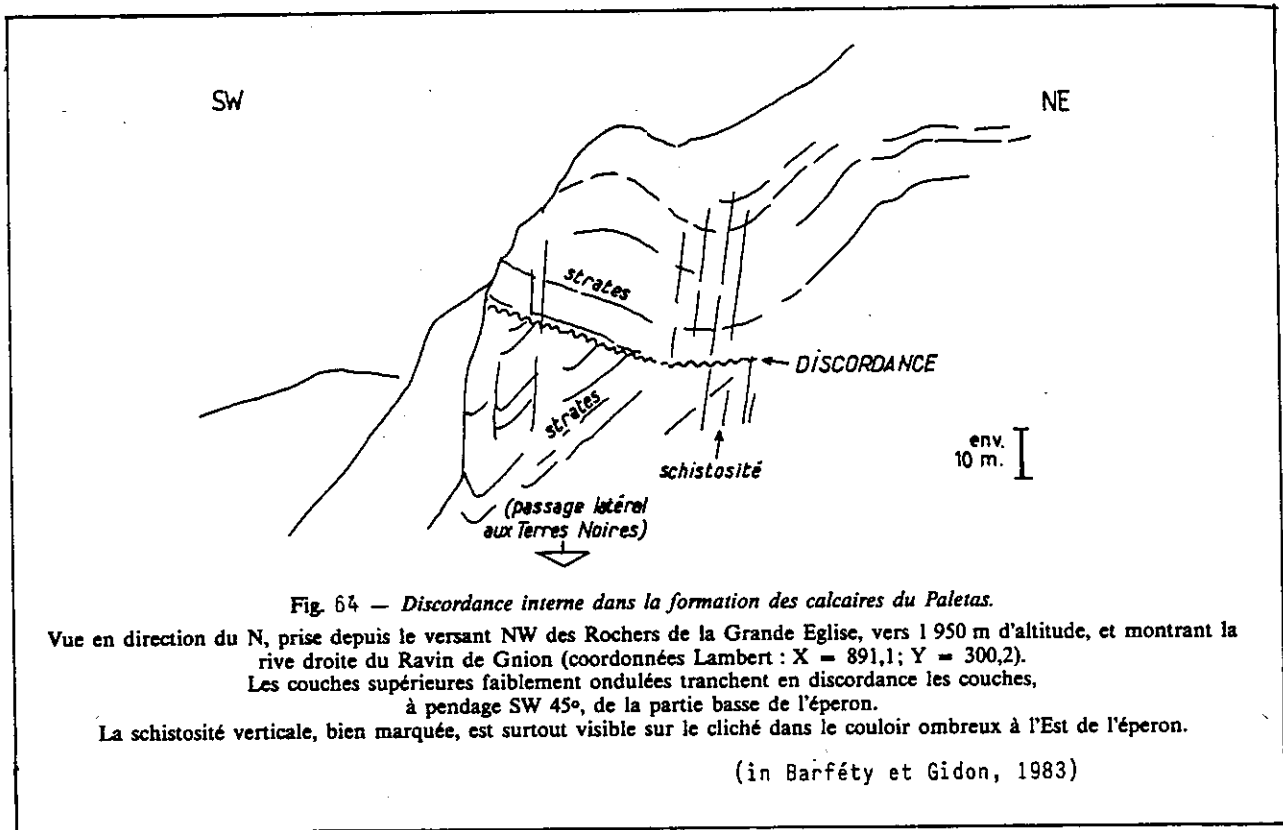 SW
NE
strates
DISCORDANCE
strates
schistosité
env.
10 m.
(passage latéral
aux Terres Noires)
Fig. 64 — Discordance interne dans la formation des calcaires du Paletas.
Vue en direction du N, prise depuis le versant NW des Rochers de la Grande Eglise, vers 1 950 m d'altitude, et montrant la
rive droite du Ravin de Gnion (coordonnées Lambert : X = 891,1; Y = 300,2).
Les couches supérieures faiblement ondulées tranchent en discordance les couches,
à pendage SW 45°, de la partie basse de l'éperon.
La schistosité verticale, bien marquée, est surtout visible sur le cliché dans le couloir ombreux à l'Est de l'éperon.
(in Barféty et Gidon, 1983)